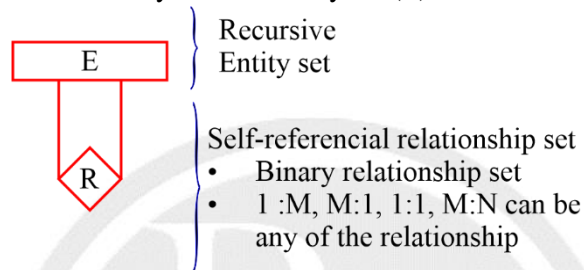 E
Recursive
Entity set
R
Self-referencial relationship set
• Binary relationship set
• 1 :M, M:1, 1:1, M:N can be
any of the relationship